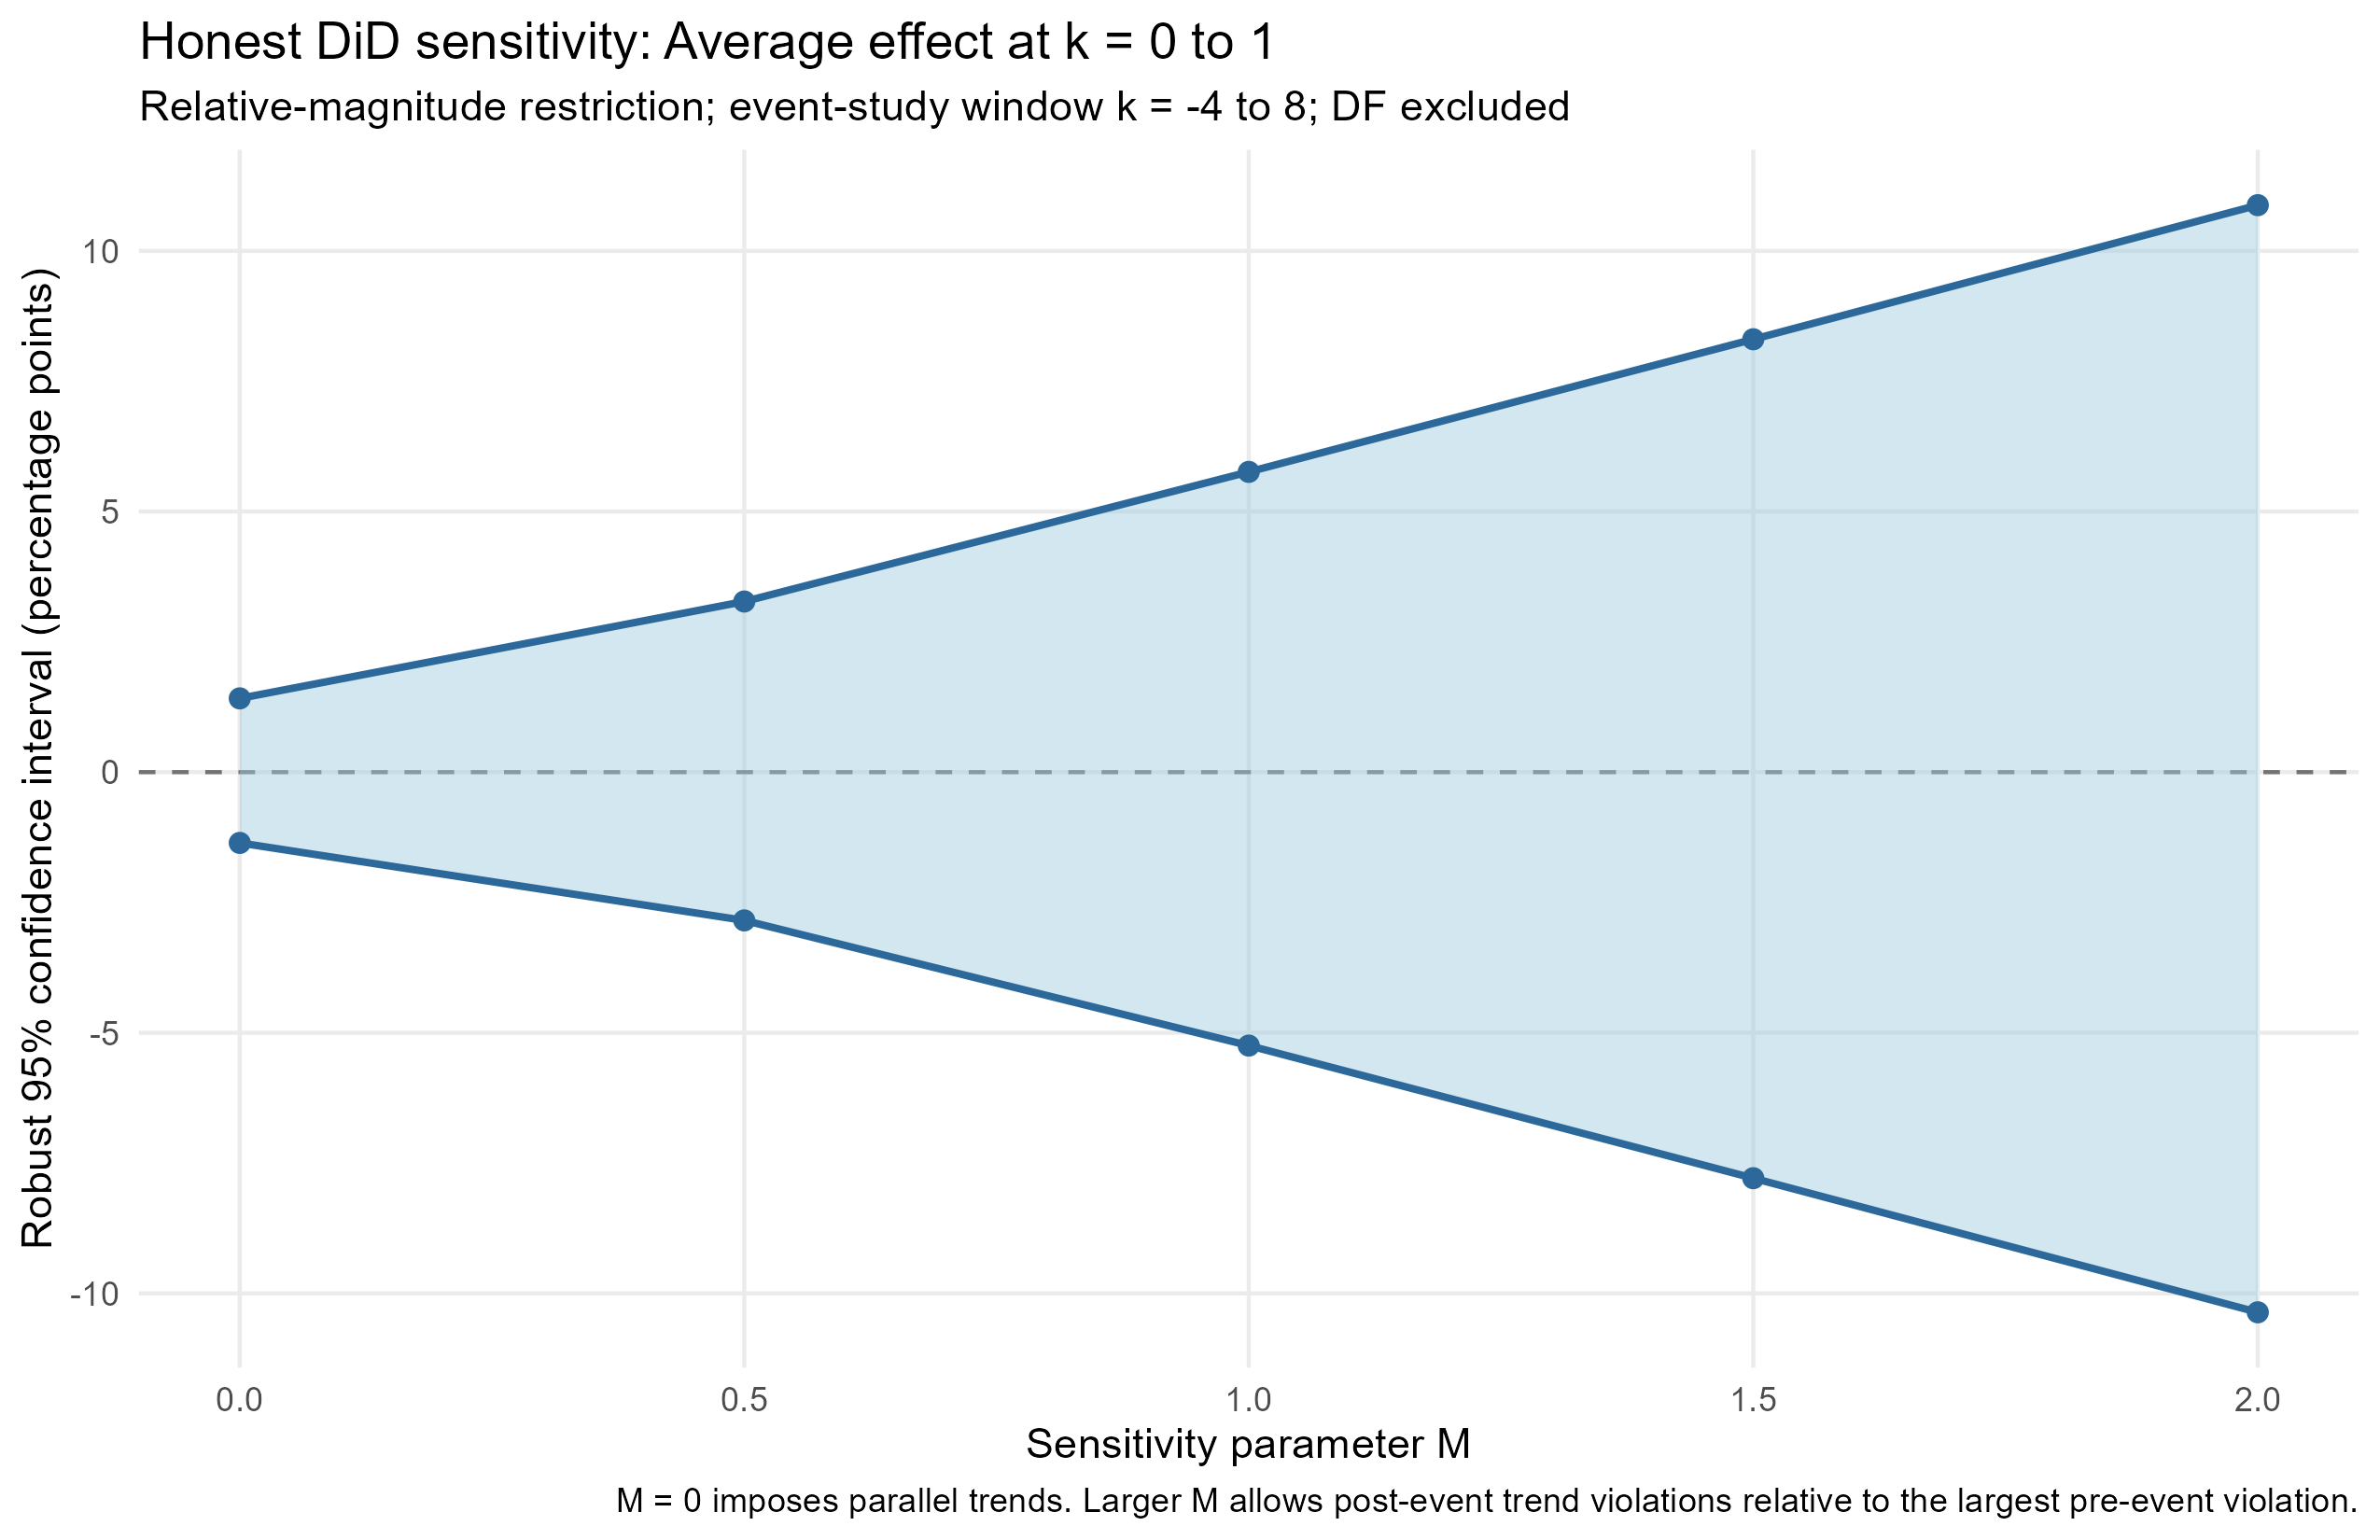 Honest DiD sensitivity: Average effect at k = 0 to 1
Relative-magnitude restriction; event-study window k = -4 to 8; DF excluded
Robust 95% confidence interval (percentage points)
10
5
0
-5
-10
0.0
0.5
1.0
1.5
2.0
Sensitivity parameter M
M = 0 imposes parallel trends. Larger M allows post-event trend violations relative to the largest pre-event violation.